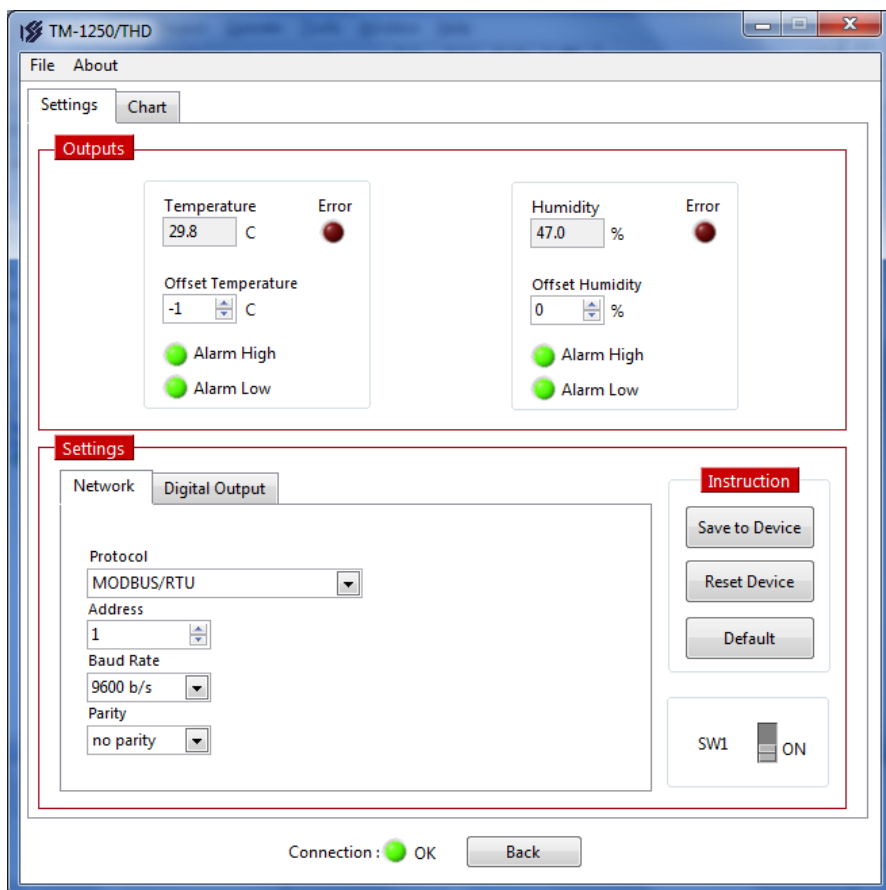 TM-1250/THD
File About
Settings Chart
Outputs
Temperature Error
29.8 C
Offset Temperature
-1 C
Alarm High
Alarm Low
Humidity Error
47.0 %
Offset Humidity
0 %
Alarm High
Alarm Low
Settings
Network Digital Output
Protocol
MODBUS/RTU
Address
1
Baud Rate
9600 b/s
Parity
no parity
Instruction
Save to Device
Reset Device
Default
SW1 ON
Connection : OK Back